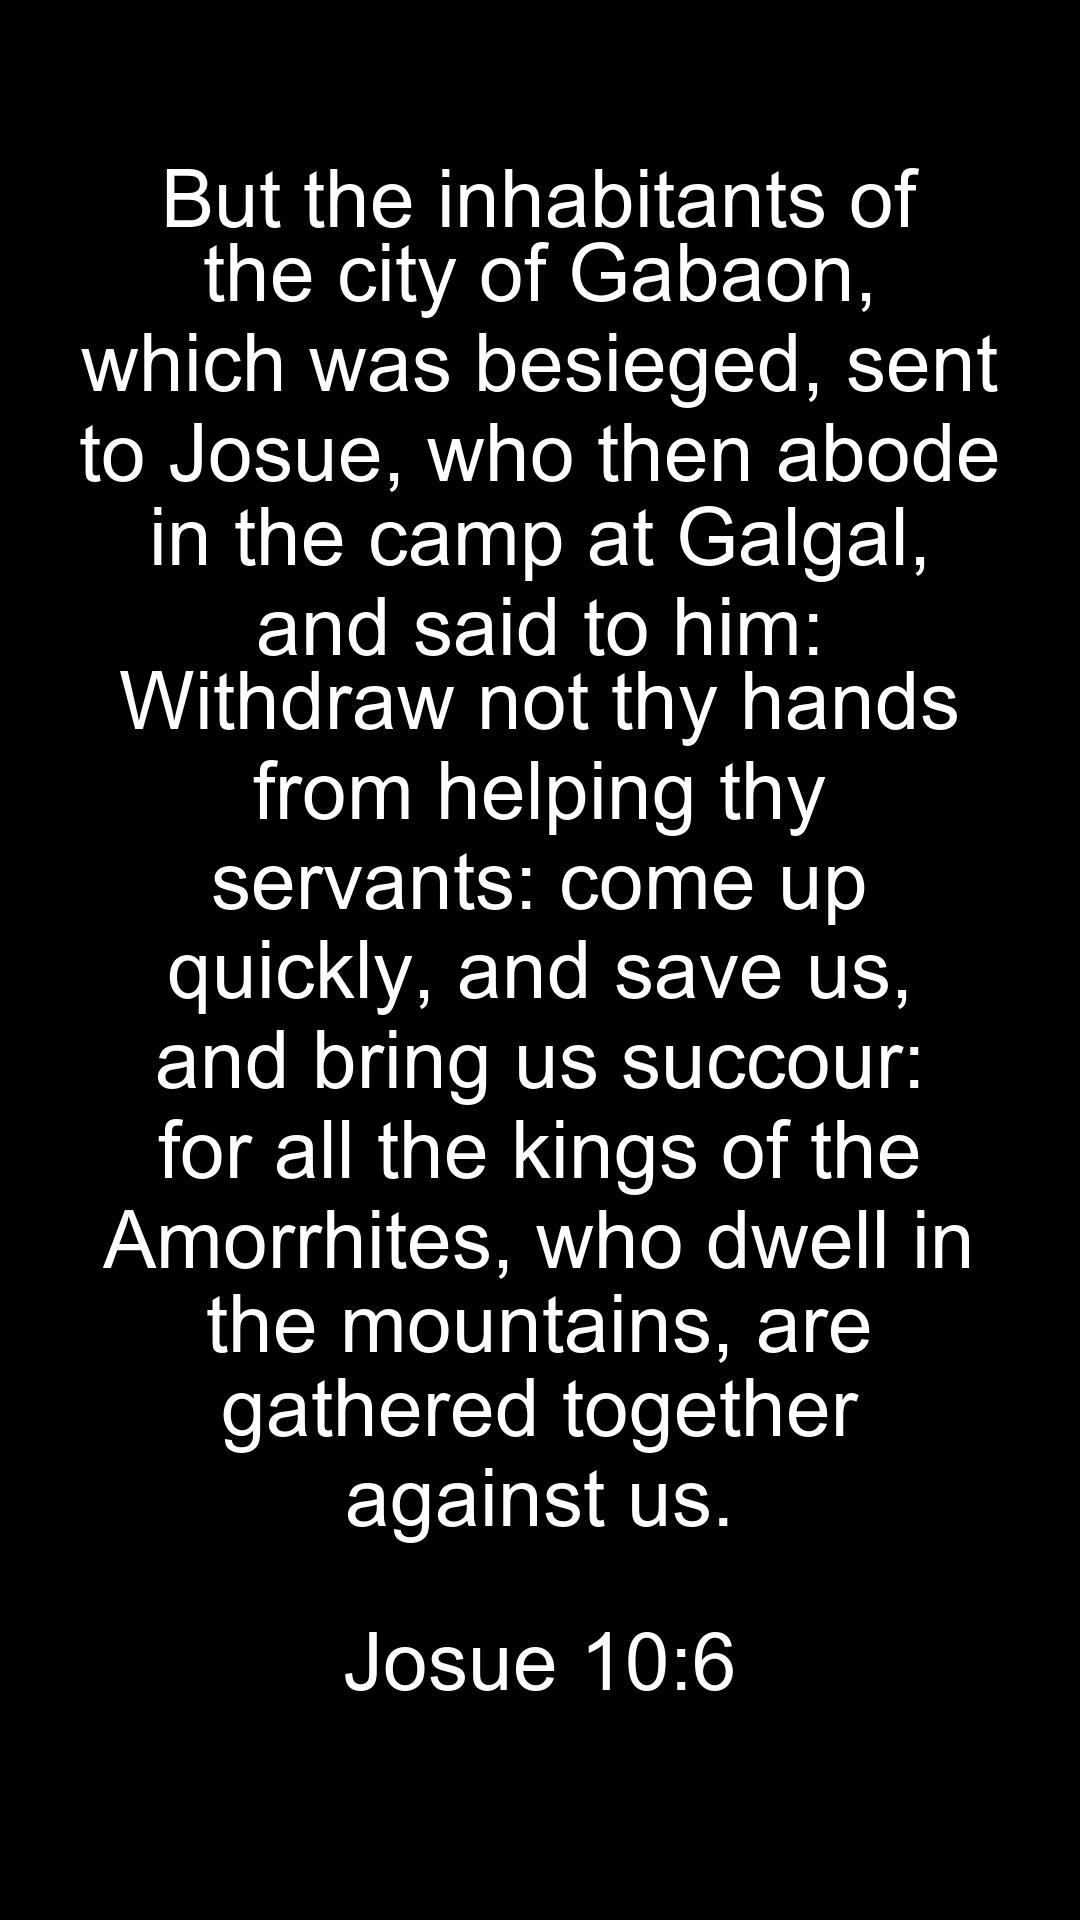 But the inhabitants of
the city of Gabaon,
which was besieged, sent
to Josue, who then abode
in the camp at Galgal,
and said to him:
Withdraw not thy hands
from helping thy
servants: come up
quickly, and save us,
and bring us succour:
for all the kings of the
Amorrhites, who dwell in
the mountains, are
gathered together
against us.
Josue 10:6